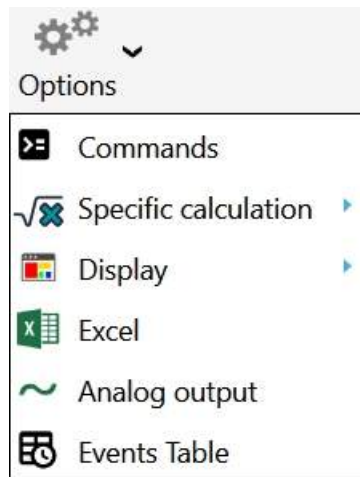 Options
Commands
Specific calculation
Display
Excel
Analog output
Events Table